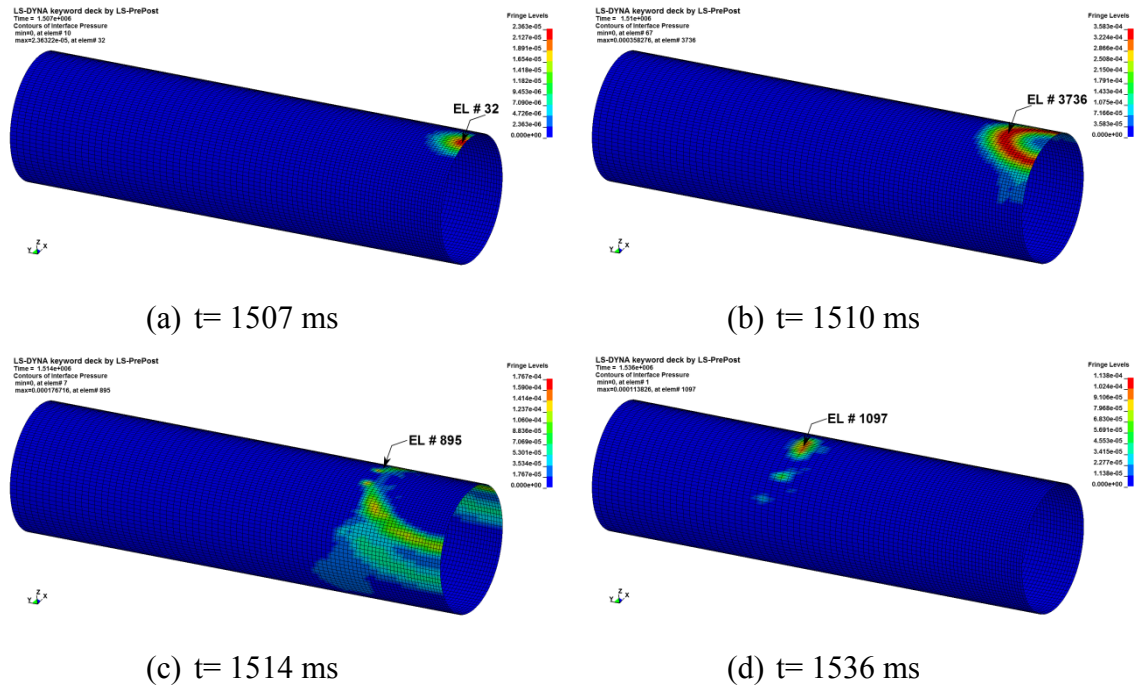 LS-DYNA keyword deck by LS-PrePost
Time = 1.507e+006
Contours of Interface Pressure
min=0, at elem# 10
max=2.36322e-05, at elem# 32
Fringe Levels
2.363e-05
2.127e-05
1.891e-05
1.654e-05
1.418e-05
1.182e-05
9.453e-06
7.090e-06
4.726e-06
2.363e-06
0.000e+00
EL # 32
Z
Y X
(a) t= 1507 ms
LS-DYNA keyword deck by LS-PrePost
Time = 1.51e+006
Contours of Interface Pressure
min=0, at elem# 67
max=0.000358276, at elem# 3736
Fringe Levels
3.583e-04
3.224e-04
2.866e-04
2.508e-04
2.150e-04
1.791e-04
1.433e-04
1.075e-04
7.166e-05
3.583e-05
0.000e+00
EL # 3736
Z
Y X
(b) t= 1510 ms
LS-DYNA keyword deck by LS-PrePost
Time = 1.514e+006
Contours of Interface Pressure
min=0, at elem# 7
max=0.000176716, at elem# 895
Fringe Levels
1.767e-04
1.590e-04
1.414e-04
1.237e-04
1.060e-04
8.836e-05
7.069e-05
5.301e-05
3.534e-05
1.767e-05
0.000e+00
EL # 895
Z
Y X
(c) t= 1514 ms
LS-DYNA keyword deck by LS-PrePost
Time = 1.536e+006
Contours of Interface Pressure
min=0, at elem# 1
max=0.000113826, at elem# 1097
Fringe Levels
1.138e-04
1.024e-04
9.106e-05
7.968e-05
6.830e-05
5.691e-05
4.553e-05
3.415e-05
2.277e-05
1.138e-05
0.000e+00
EL # 1097
Z
Y X
(d) t= 1536 ms